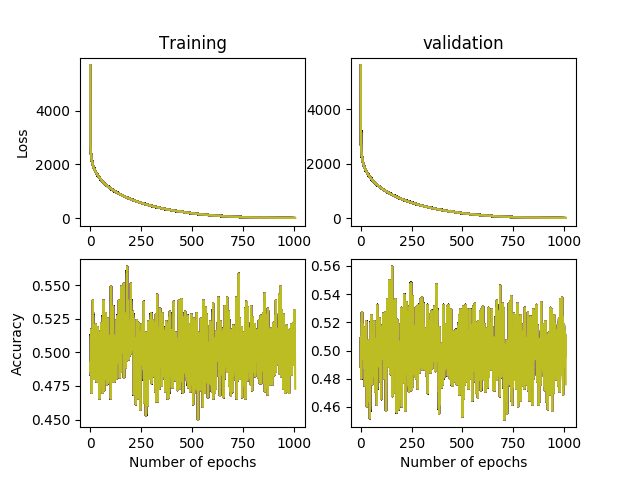 Training
validation
Loss
4000
2000
0
4000
2000
0
0 250 500 750 1000
0 250 500 750 1000
Accuracy
0.550
0.525
0.500
0.475
0.450
0.56
0.54
0.52
0.50
0.48
0.46
0 250 500 750 1000
0 250 500 750 1000
Number of epochs
Number of epochs